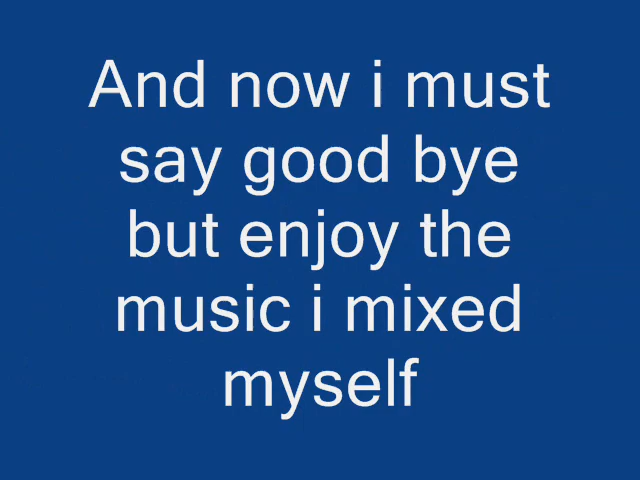 And now i must
say good bye
but enjoy the
music i mixed
myself